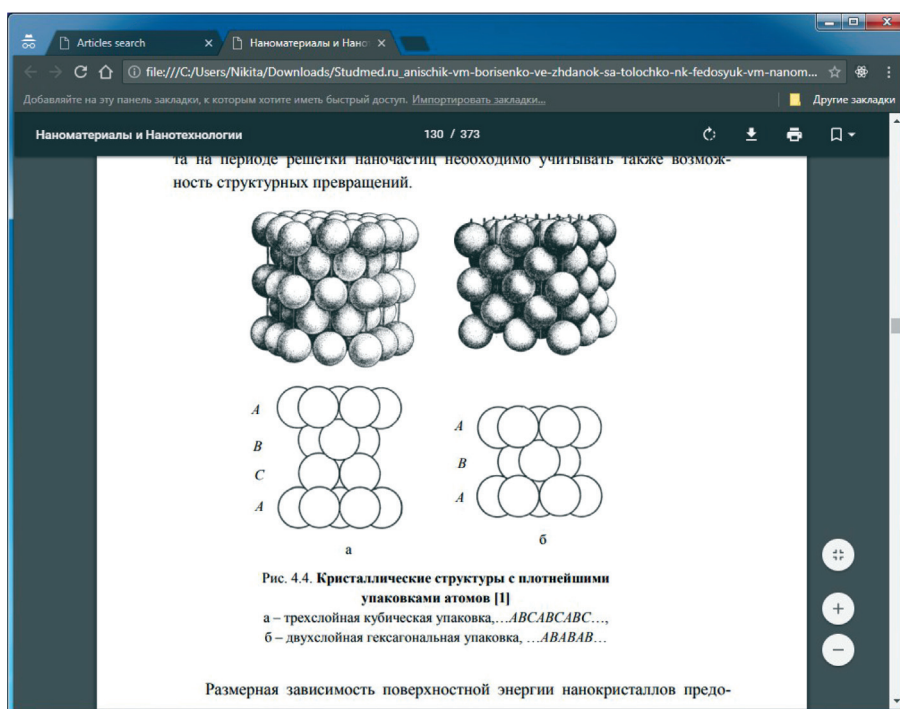 Articles search
Наноматериалы и Нано
file:///C:/Users/Nikita/Downloads/Studmed.ru_anischik-vm-borisenko-ve-zhdanok-sa-tolochko-nk-fedosyuk-vm-nanom...
Добавляйте на эту панель закладки, к которым хотите иметь быстрый доступ. Импортировать закладки...
Другие закладки
Наноматериалы и Нанотехнологии
130 / 373
та на периоде решетки наночастиц необходимо учитывать также возмож-
ность структурных превращений.
A
B
C
A
а
A
B
A
б
Рис. 4.4. Кристаллические структуры с плотнейшими
упаковками атомов [1]
а – трехслойная кубическая упаковка,…ABCABCABC…,
б – двухслойная гексагональная упаковка, …ABABAB…
Размерная зависимость поверхностной энергии нанокристаллов предо-